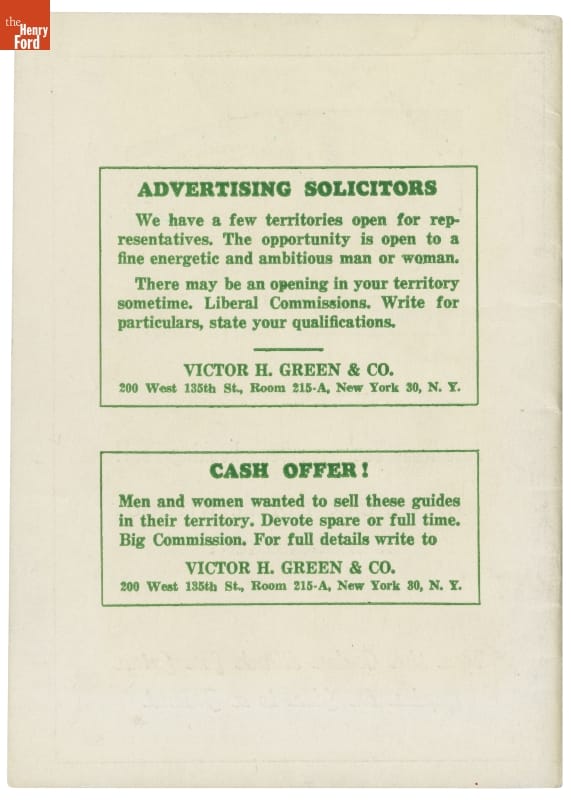 the
Henry
Ford
ADVERTISING SOLICITORS
We have a few territories open for rep-
resentatives. The opportunity is open to a
fine energetic and ambitious man or woman.
There may be an opening in your territory
sometime. Liberal Commissions. Write for
particulars, state your qualifications.
VICTOR H. GREEN & CO.
200 West 135th St., Room 215-A, New York 30, N. Y.
CASH OFFER!
Men and women wanted to sell these guides
in their territory. Devote spare or full time.
Big Commission. For full details write to
VICTOR H. GREEN & CO.
200 West 135th St., Room 215-A, New York 30, N. Y.